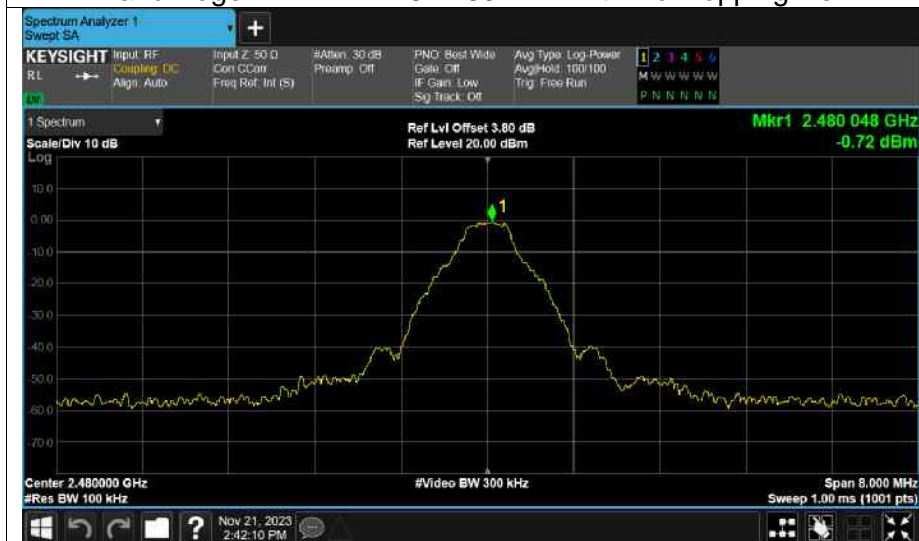 Spectrum Analyzer 1
Swept SA
+
KEYSIGHT
RL
Input: RF
Coupling: DC
Align: Auto
Input Z: 50 Ω
Corr CCorr
Freq Ref: Int (S)
#Atten: 30 dB
Preamp: Off
PNO: Best Wide
Gate: Off
IF Gain: Low
Sig Track: Off
Avg Type: Log-Power
Avg|Hold: 100/100
Trig: Free Run
1 2 3 4 5 6
M W W W W W
P N N N N N
1 Spectrum
Scale/Div 10 dB
Ref Lvl Offset 3.80 dB
Ref Level 20.00 dBm
Mkr1 2.480 048 GHz
-0.72 dBm
Log
10.0
0.00
-10.0
-20.0
-30.0
-40.0
-50.0
-60.0
-70.0
1
Center 2.480000 GHz
#Res BW 100 kHz
#Video BW 300 kHz
Span 8.000 MHz
Sweep 1.00 ms (1001 pts)
?
Nov 21, 2023
2:42:10 PM